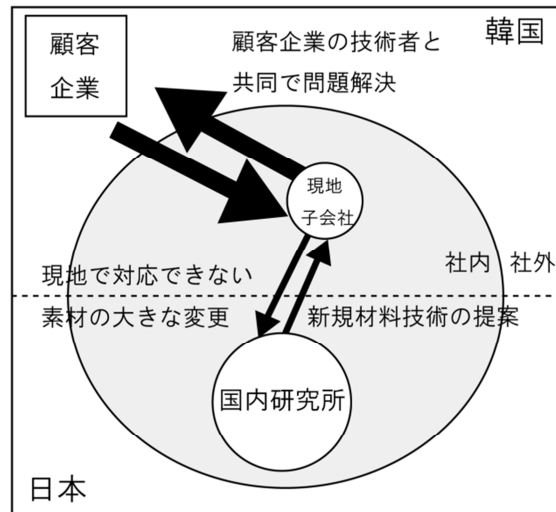 韓国
顧客
企業
顧客企業の技術者と
共同で問題解決
現地
子会社
社内
社外
現地で対応できない
素材の大きな変更
新規材料技術の提案
国内研究所
日本